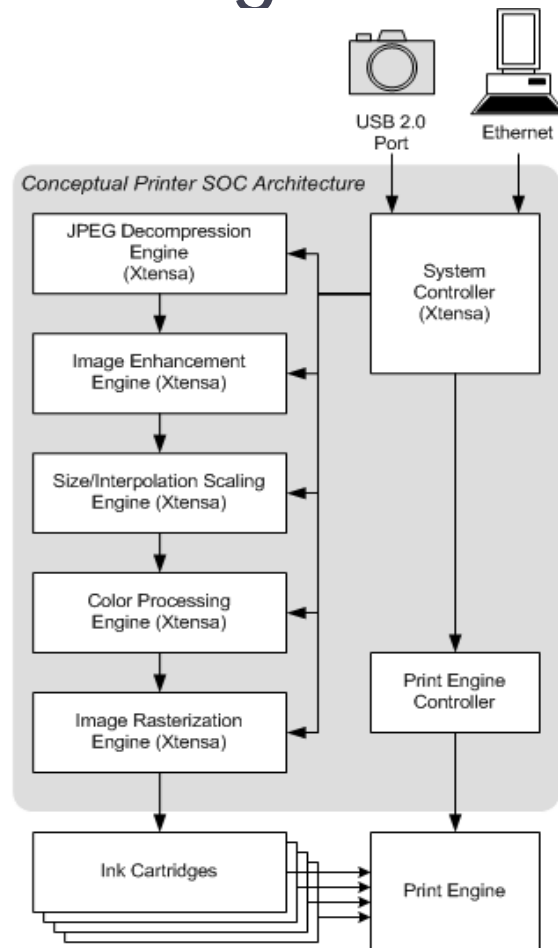 USB 2.0
Port
Ethernet
Conceptual Printer SOC Architecture
JPEG Decompression
Engine
(Xtensa)
System
Controller
(Xtensa)
Image Enhancement
Engine (Xtensa)
Size/Interpolation Scaling
Engine (Xtensa)
Color Processing
Engine (Xtensa)
Print Engine
Controller
Image Rasterization
Engine (Xtensa)
Ink Cartridges
Print Engine